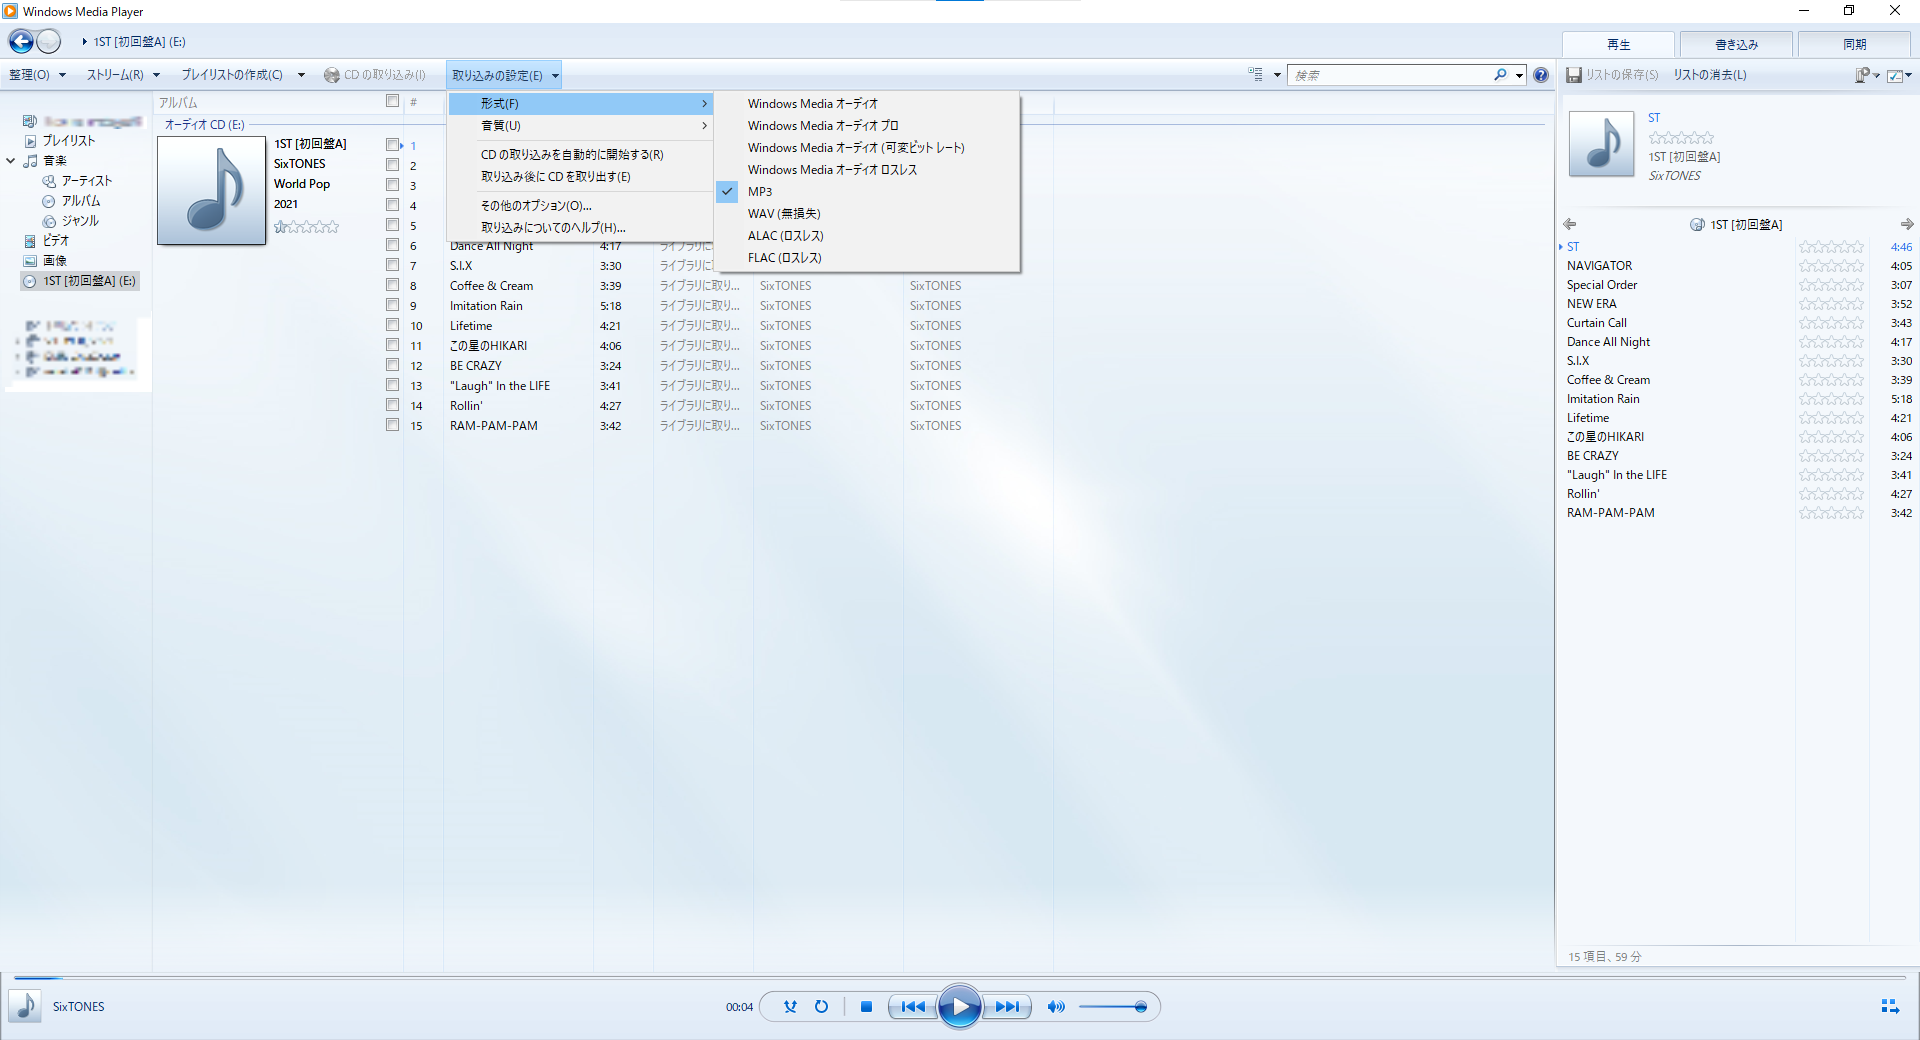 Windows Media Player
1ST [初回盤A] (E:)
再生 書き込み 同期
整理(O) ストリーム(R) プレイリストの作成(C) CD の取り込み(I) 取り込みの設定(E) 検索 リストの保存(S) リストの消去(L)
プレイリスト
音楽
アーティスト
アルバム
ジャンル
ビデオ
画像
1ST [初回盤A] (E:)
アルバム #
オーディオ CD (E:)
1ST [初回盤A]
SixTONES
World Pop
2021
形式(F)
音質(U)
CD の取り込みを自動的に開始する(R)
取り込み後に CD を取り出す(E)
その他のオプション(O)...
取り込みについてのヘルプ(H)...
Windows Media オーディオ
Windows Media オーディオ プロ
Windows Media オーディオ (可変ビット レート)
Windows Media オーディオ ロスレス
MP3
WAV (無損失)
ALAC (ロスレス)
FLAC (ロスレス)
1
2
3
4
5
6 Dance All Night 4:17 ライブラリに取
7 S.I.X 3:30 ライブラリに
8 Coffee & Cream 3:39 ライブラリに取り... SixTONES SixTONES
9 Imitation Rain 5:18 ライブラリに取り... SixTONES SixTONES
10 Lifetime 4:21 ライブラリに取り... SixTONES SixTONES
11 この星のHIKARI 4:06 ライブラリに取り... SixTONES SixTONES
12 BE CRAZY 3:24 ライブラリに取り... SixTONES SixTONES
13 "Laugh" In the LIFE 3:41 ライブラリに取り... SixTONES SixTONES
14 Rollin' 4:27 ライブラリに取り... SixTONES SixTONES
15 RAM-PAM-PAM 3:42 ライブラリに取り... SixTONES SixTONES
ST
1ST [初回盤A]
SixTONES
1ST [初回盤A]
ST 4:46
NAVIGATOR 4:05
Special Order 3:07
NEW ERA 3:52
Curtain Call 3:43
Dance All Night 4:17
S.I.X 3:30
Coffee & Cream 3:39
Imitation Rain 5:18
Lifetime 4:21
この星のHIKARI 4:06
BE CRAZY 3:24
"Laugh" In the LIFE 3:41
Rollin' 4:27
RAM-PAM-PAM 3:42
15 項目、59 分
SixTONES
00:04